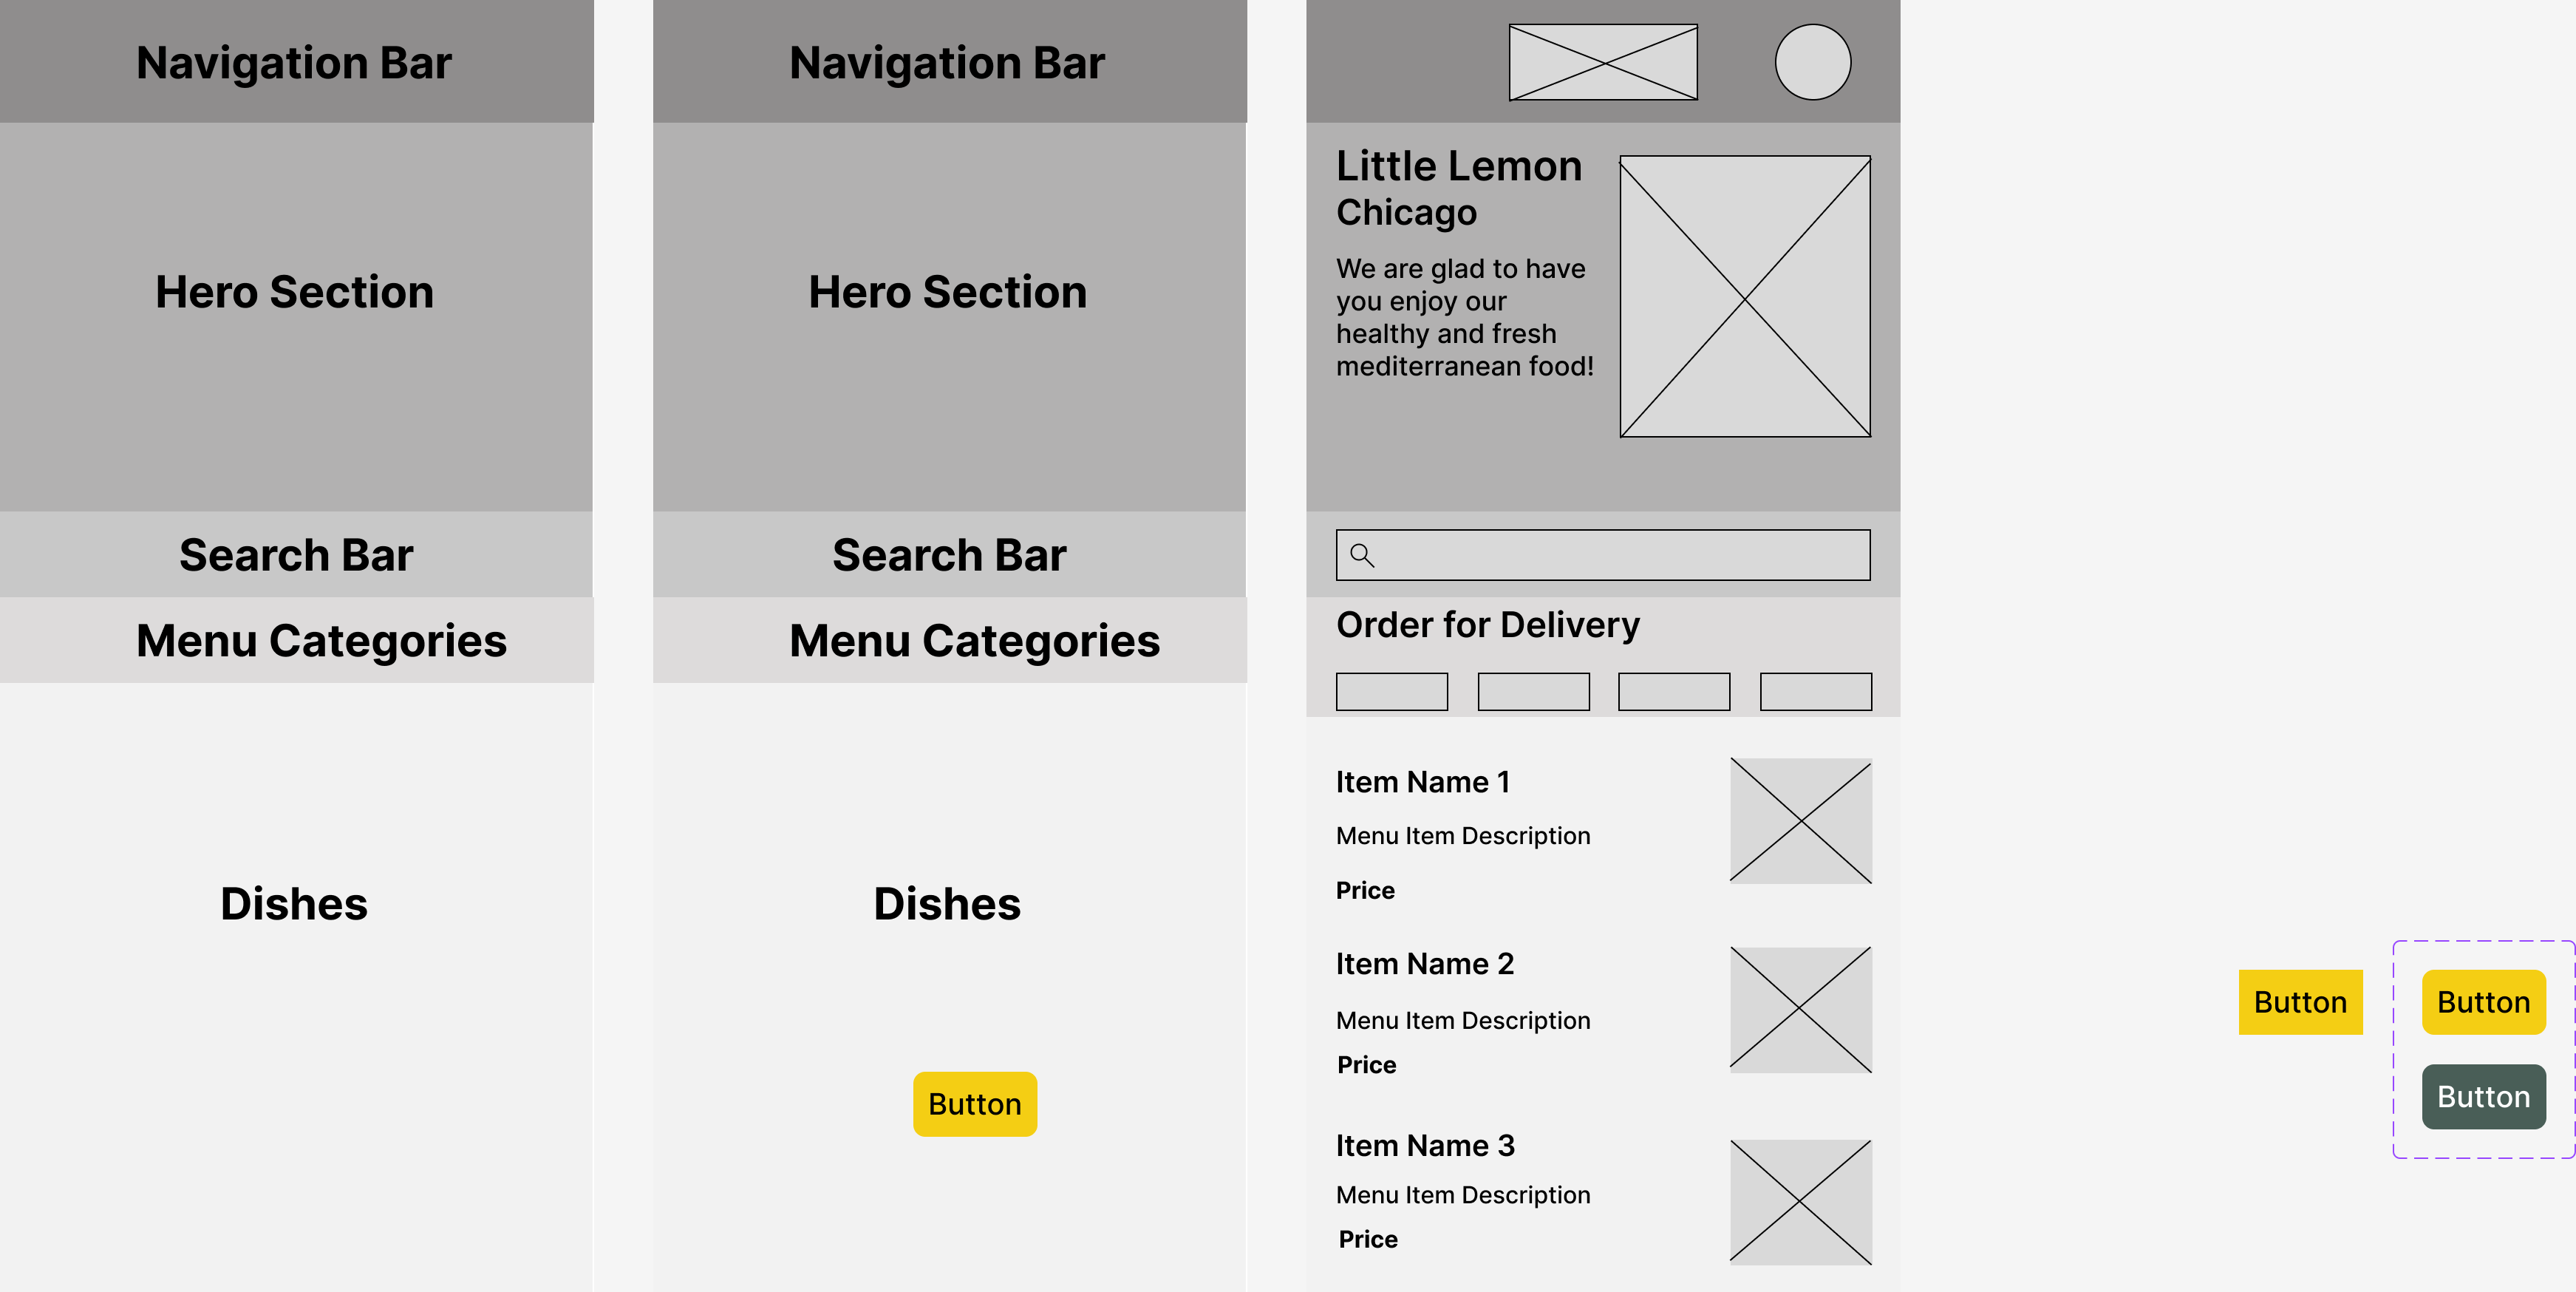 Navigation Bar
Hero Section
Search Bar
Menu Categories
Dishes
Navigation Bar
Hero Section
Search Bar
Menu Categories
Dishes
Button
Little Lemon
Chicago
We are glad to have
you enjoy our
healthy and fresh
mediterranean food!
Order for Delivery
Item Name 1
Menu Item Description
Price
Item Name 2
Menu Item Description
Price
Item Name 3
Menu Item Description
Price
Button
Button
Button